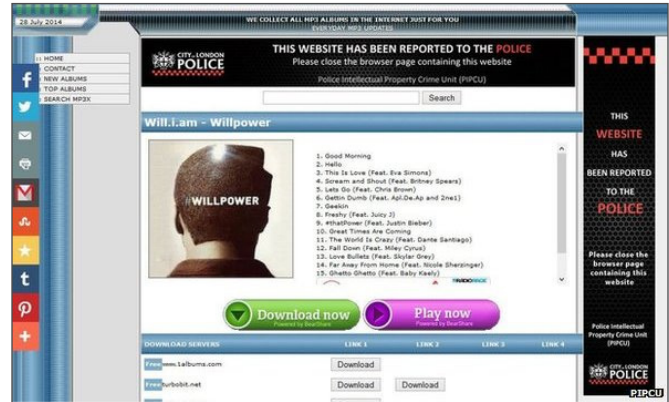 28 July 2014
WE COLLECT ALL MP3 ALBUMS IN THE INTERNET JUST FOR YOU
EVERYDAY MP3 UPDATES
HOME
CONTACT
NEW ALBUMS
TOP ALBUMS
SEARCH MP3X
CITY OF LONDON
POLICE
THIS WEBSITE HAS BEEN REPORTED TO THE POLICE
Please close the browser page containing this website
Police Intellectual Property Crime Unit (PIPCU)
Search
Will.i.am - Willpower
#WILLPOWER
1. Good Morning
2. Hello
3. This Is Love (Feat. Eva Simons)
4. Scream and Shout (Feat. Britney Spears)
5. Lets Go (Feat. Chris Brown)
6. Gettin Dumb (Feat. Apl.De.Ap and 2ne1)
7. Geekin
8. Freshy (Feat. Juicy J)
9. #thatPower (Feat. Justin Bieber)
10. Great Times Are Coming
11. The World Is Crazy (Feat. Dante Santiago)
12. Fall Down (Feat. Miley Cyrus)
13. Love Bullets (Feat. Skylar Grey)
14. Far Away From Home (Feat. Nicole Sherzinger)
15. Ghetto Ghetto (Feat. Baby Kaely)
Download now
Powered by BearShare
Play now
Powered by BearShare
DOWNLOAD SERVERS LINK 1 LINK 2 LINK 3 LINK 4
Free www.1albums.com Download
Free turbobit.net Download Download
THIS
WEBSITE
HAS
BEEN REPORTED
TO THE
POLICE
Please close the
browser page
containing this
website
Police Intellectual
Property Crime Unit
(PIPCU)
CITY OF LONDON
POLICE
PIPCU